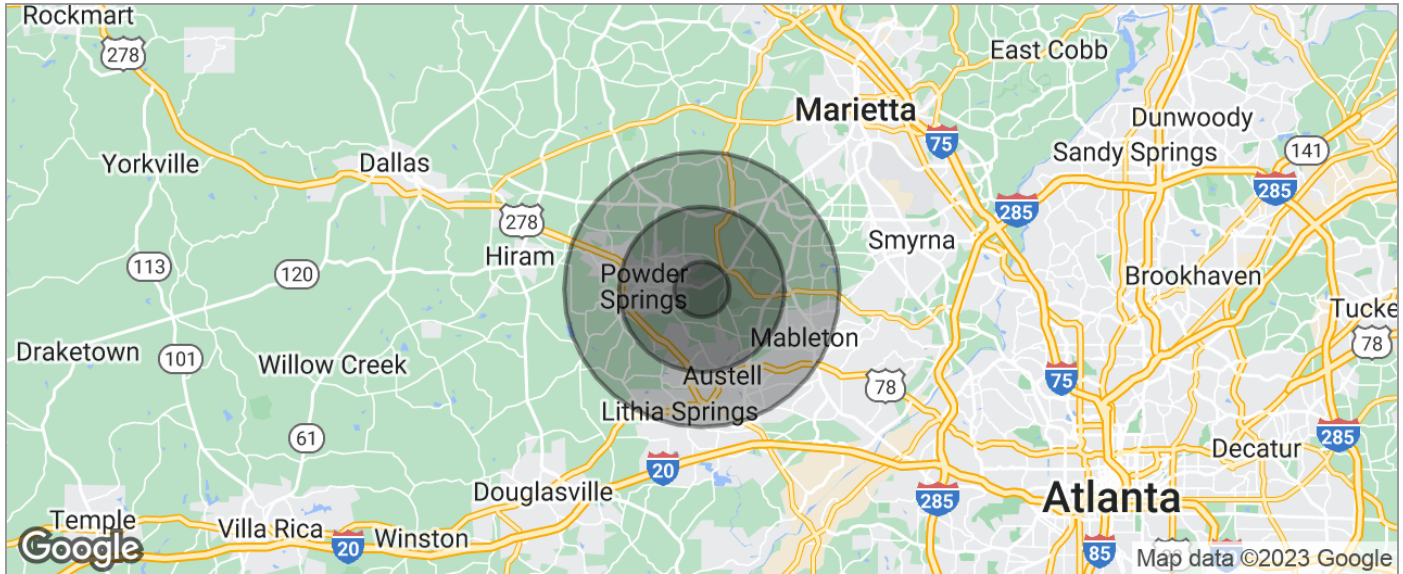 Rockmart
278
East Cobb
Marietta
Dunwoody
75
141
Sandy Springs
Yorkville
Dallas
285
285
278
Smyrna
Hiram
113
120
Powder
Springs
Brookhaven
Tucke
Mableton
78
Draketown
101
Willow Creek
Austell
75
78
Lithia Springs
61
285
Decatur
20
Douglasville
285
Atlanta
Temple
Villa Rica
Winston
20
Google
85
Map data ©2023 Google